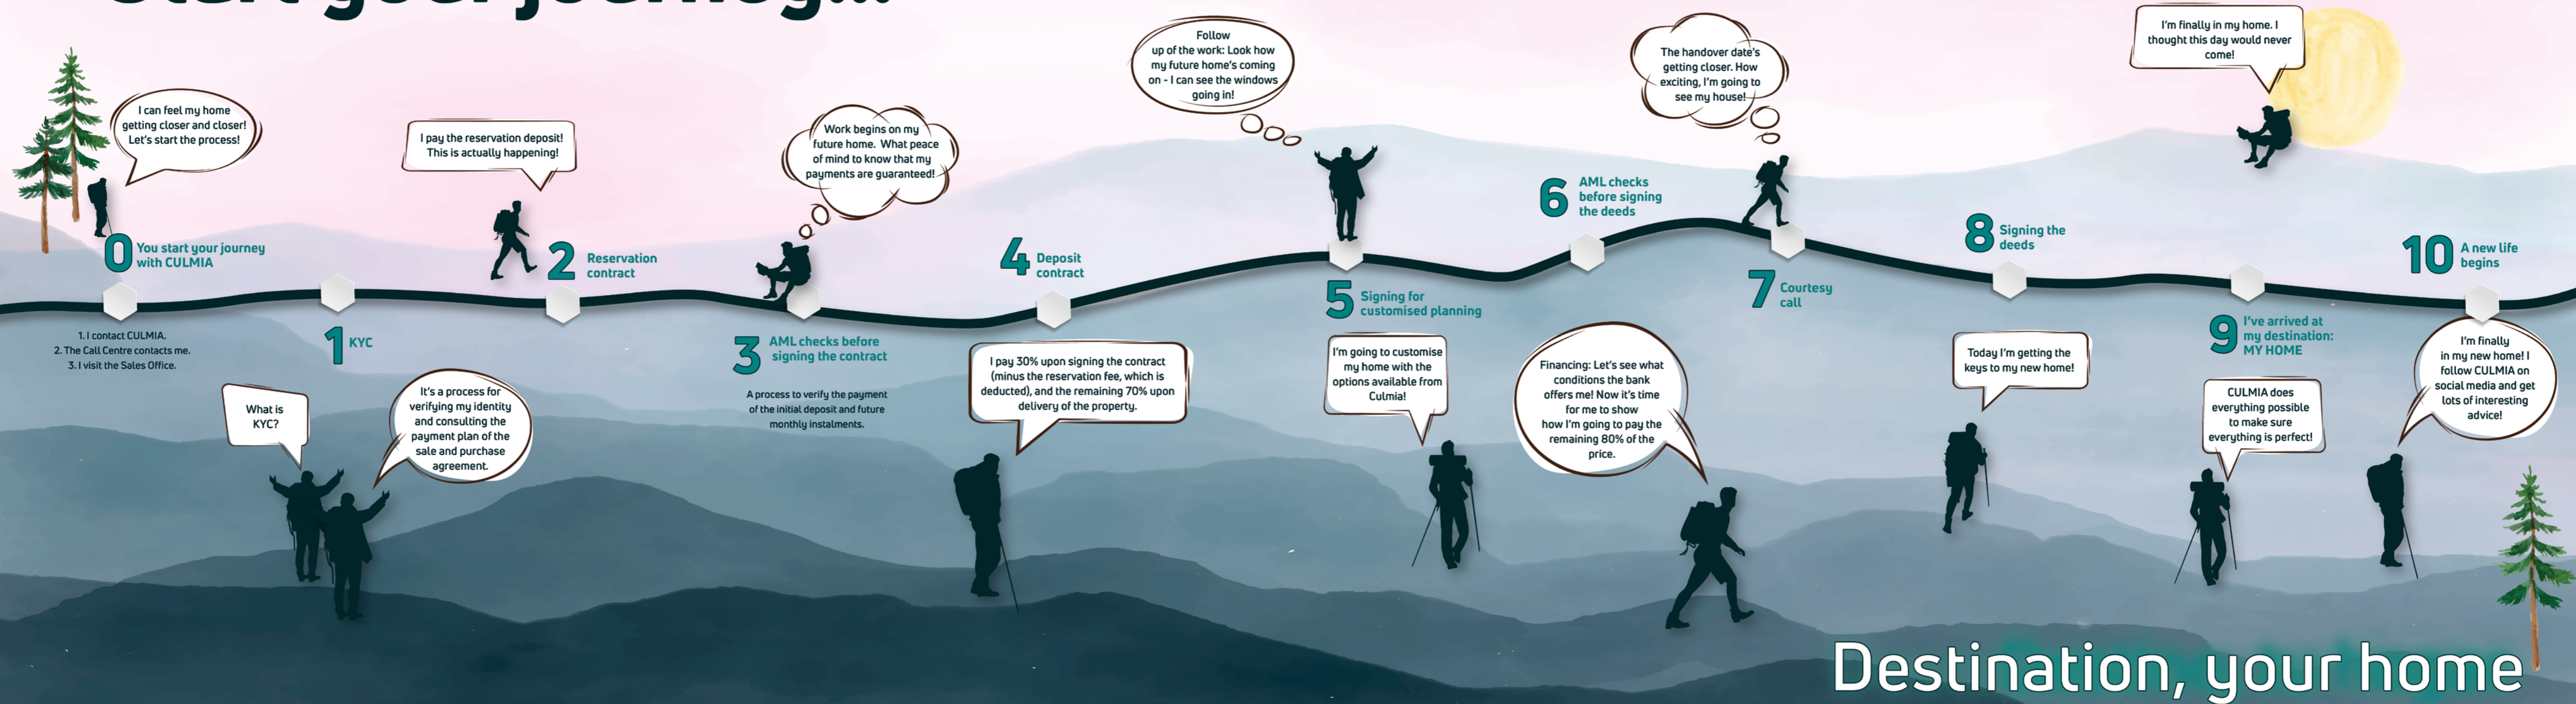 Start your journey...
I can feel my home
getting closer and closer!
Let's start the process!
0
You start your journey
with CULMIA
1. I contact CULMIA.
2. The Call Centre contacts me.
3. I visit the Sales Office.
1
KYC
What is
KYC?
It's a process for
verifying my identity
and consulting the
payment plan of the
sale and purchase
agreement.
I pay the reservation deposit!
This is actually happening!
2
Reservation
contract
Work begins on my
future home. What peace
of mind to know that my
payments are guaranteed!
3
AML checks before
signing the contract
A process to verify the payment
of the initial deposit and future
monthly instalments.
4
Deposit
contract
I pay 30% upon signing the contract
(minus the reservation fee, which is
deducted), and the remaining 70% upon
delivery of the property.
Follow
up of the work: Look how
my future home's coming
on - I can see the windows
going in!
5
Signing for
customised planning
I'm going to customise
my home with the
options available from
Culmia!
6
AML checks
before signing
the deeds
Financing: Let's see what
conditions the bank
offers me! Now it's time
for me to show
how I'm going to pay the
remaining 80% of the
price.
The handover date's
getting closer. How
exciting, I'm going to
see my house!
7
Courtesy
call
8
Signing the
deeds
Today I'm getting the
keys to my new home!
I'm finally in my home. I
thought this day would never
come!
9
I've arrived at
my destination:
MY HOME
CULMIA does
everything possible
to make sure
everything is perfect!
10
A new life
begins
I'm finally
in my new home! I
follow CULMIA on
social media and get
lots of interesting
advice!
Destination, your home